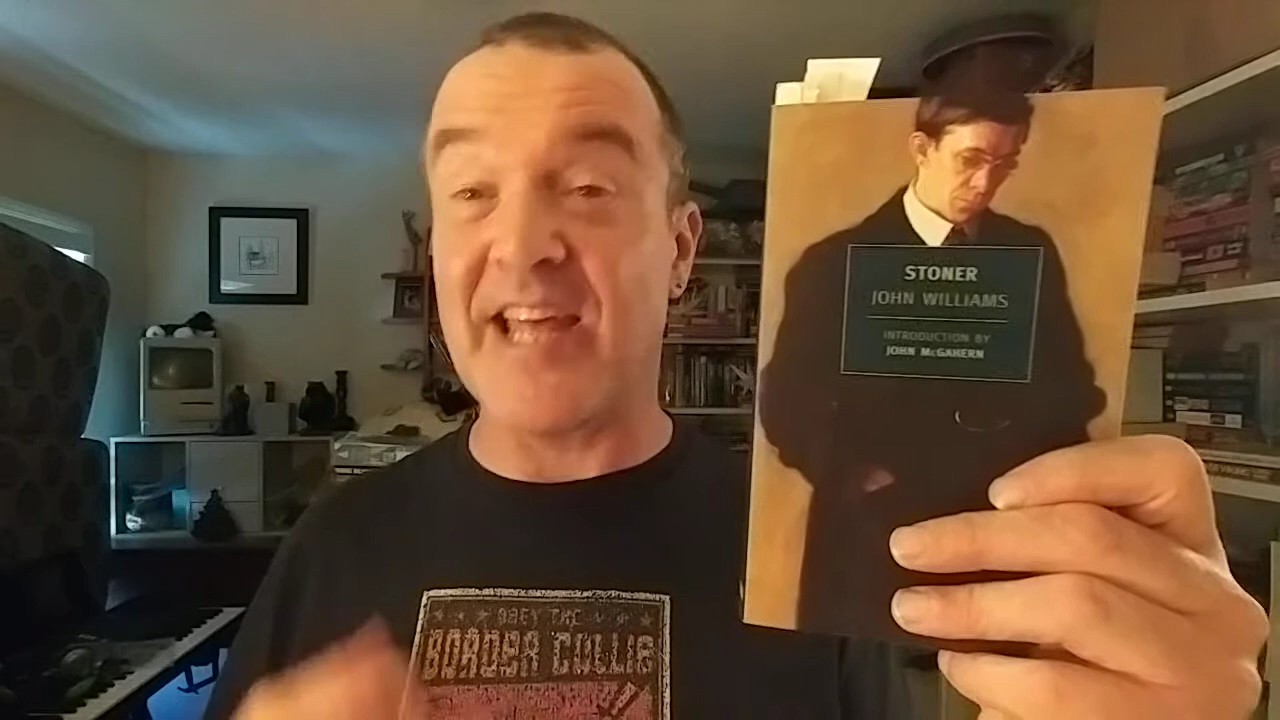 STONER
JOHN WILLIAMS
INTRODUCTION BY
JOHN McGAHERN
OBEY THE
BORDER COLLIE